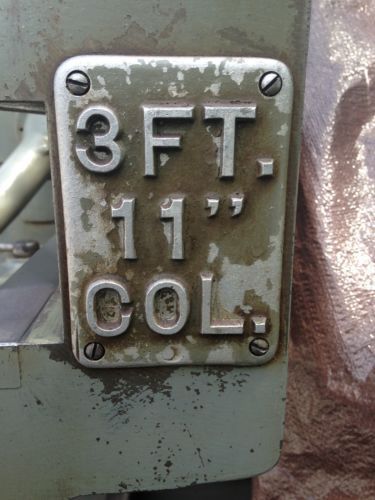 3 FT.
11"
COL.